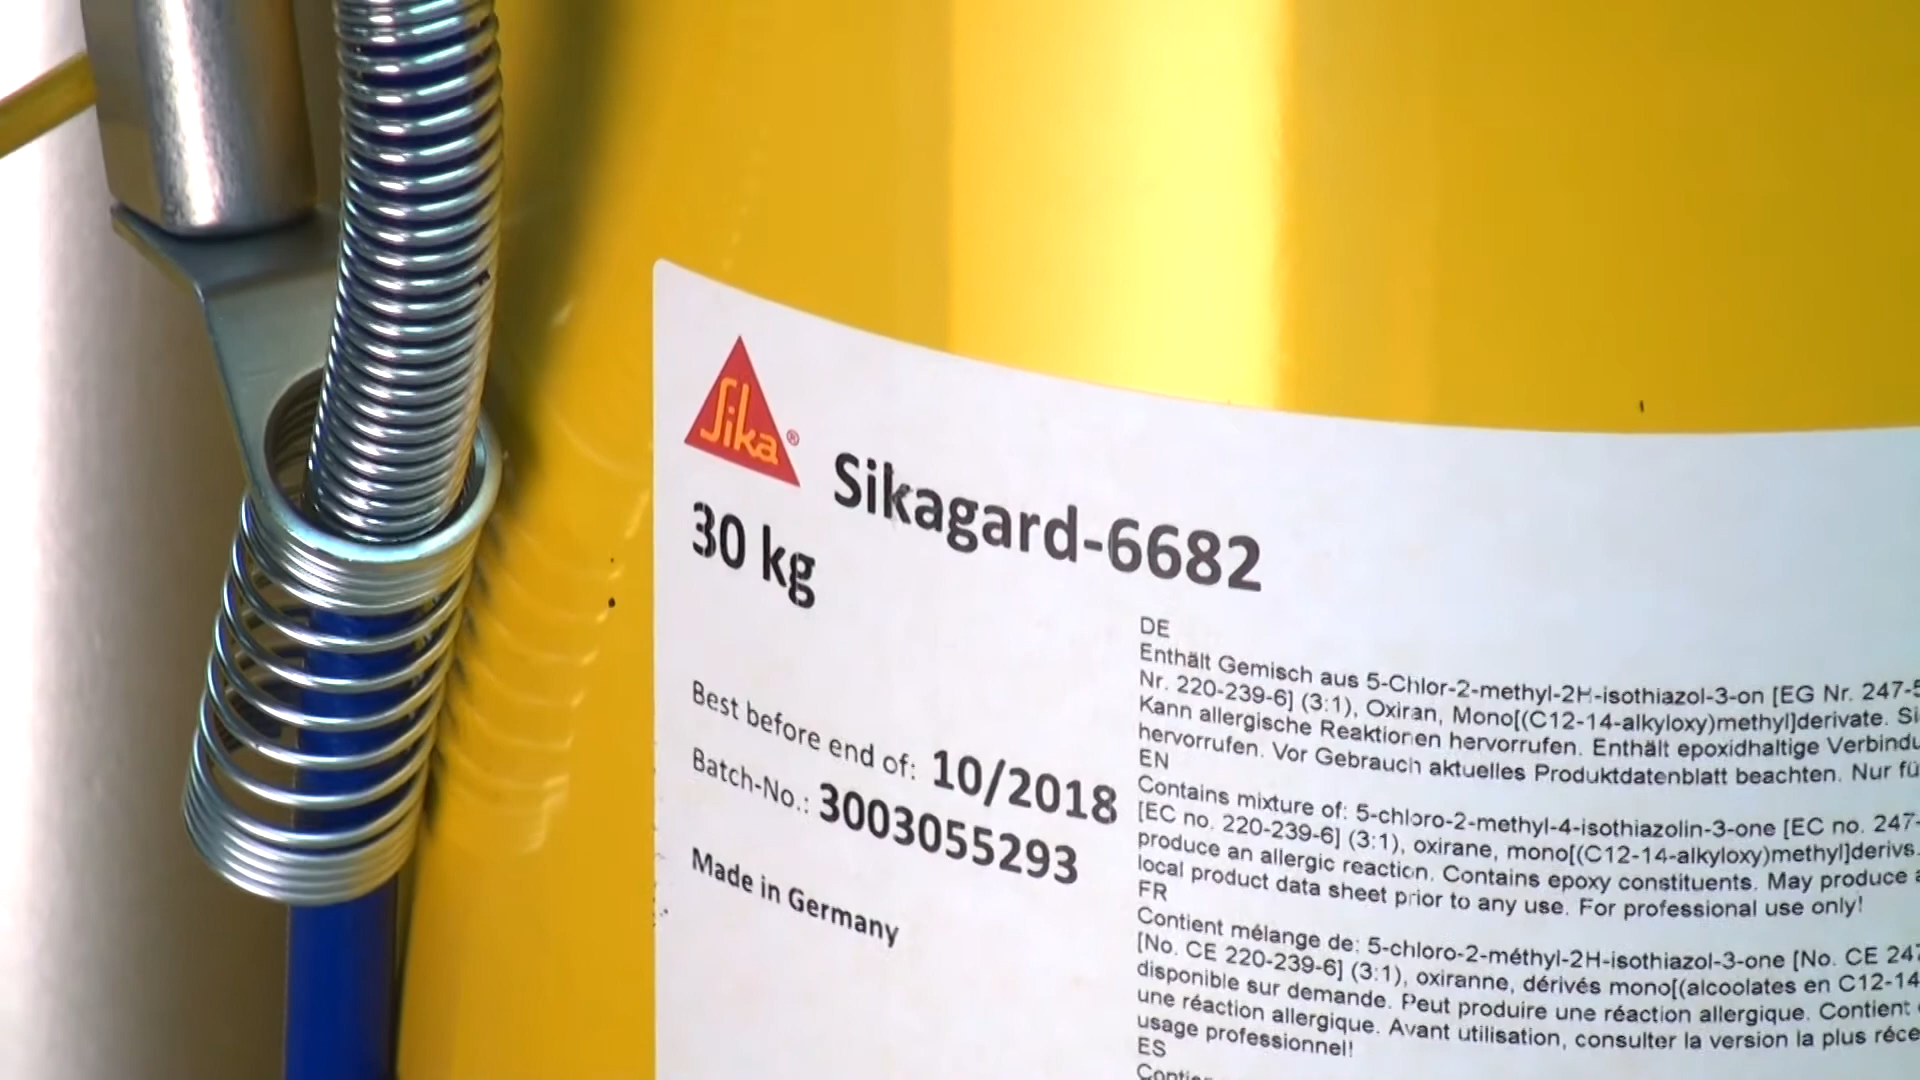 Sika®
Sikagard-6682
30 kg
Best before end of: 10/2018
Batch-No.: 3003055293
Made in Germany
DE
Enthält Gemisch aus 5-Chlor-2-methyl-2H-isothiazol-3-on [EG Nr. 247-5
Nr. 220-239-6] (3:1), Oxiran, Mono[(C12-14-alkyloxy)methyl]derivate. Si
Kann allergische Reaktionen hervorrufen. Enthält epoxidhaltige Verbindu
hervorrufen. Vor Gebrauch aktuelles Produktdatenblatt beachten. Nur fü
EN
Contains mixture of: 5-chloro-2-methyl-4-isothiazolin-3-one [EC no. 247-
[EC no. 220-239-6] (3:1), oxirane, mono[(C12-14-alkyloxy)methyl]derivs.
produce an allergic reaction. Contains epoxy constituents. May produce a
local product data sheet prior to any use. For professional use only!
FR
Contient mélange de: 5-chloro-2-méthyl-2H-isothiazol-3-one [No. CE 247
[No. CE 220-239-6] (3:1), oxiranne, dérivés mono[(alcoolates en C12-14
disponible sur demande. Peut produire une réaction allergique. Contient
une réaction allergique. Avant utilisation, consulter la version la plus réce
usage professionnel!
ES